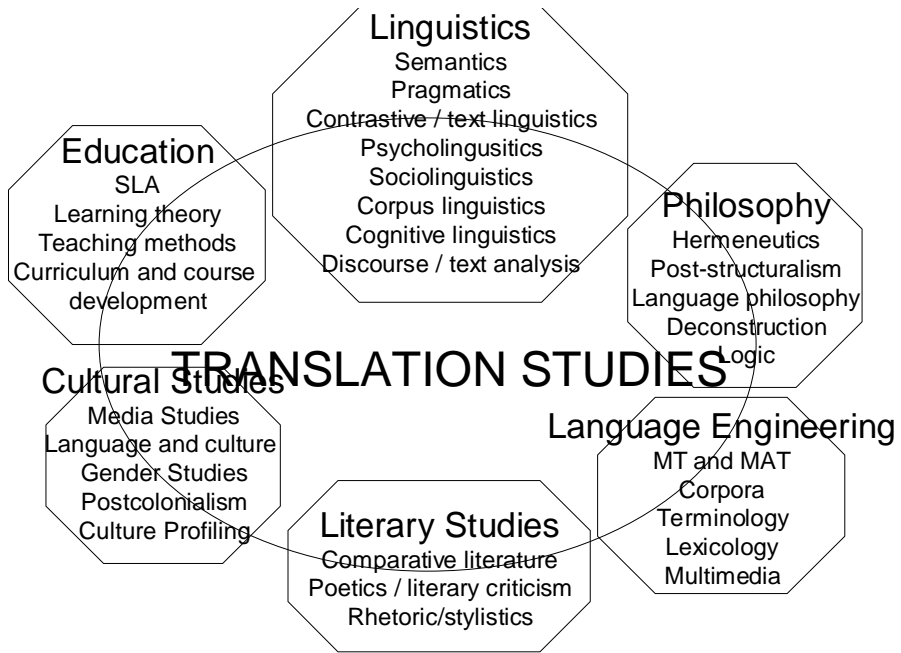 Linguistics
Semantics
Pragmatics
Contrastive / text linguistics
Psycholingusitics
Sociolinguistics
Corpus linguistics
Cognitive linguistics
Discourse / text analysis
Education
SLA
Learning theory
Teaching methods
Curriculum and course
development
Philosophy
Hermeneutics
Post-structuralism
Language philosophy
Deconstruction
Logic
TRANSLATION STUDIES
Cultural Studies
Media Studies
Language and culture
Gender Studies
Postcolonialism
Culture Profiling
Language Engineering
MT and MAT
Corpora
Terminology
Lexicology
Multimedia
Literary Studies
Comparative literature
Poetics / literary criticism
Rhetoric/stylistics